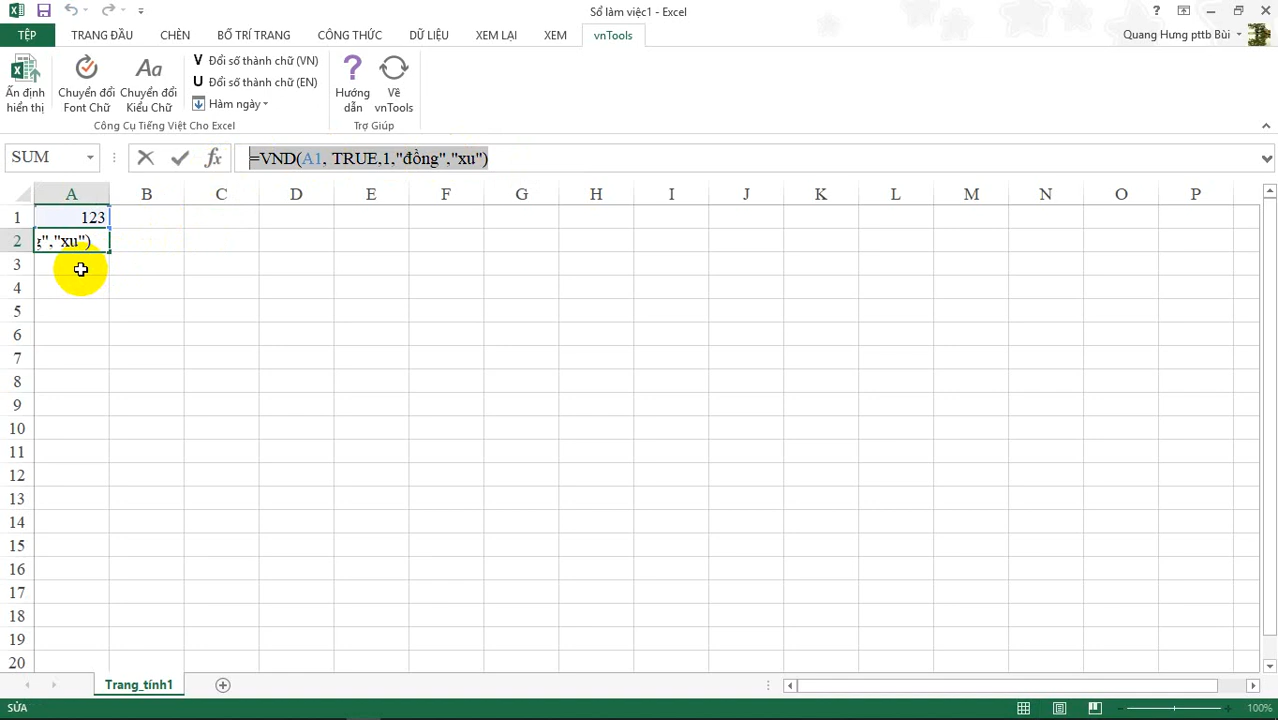 Sổ làm việc1 - Excel
?
TỆP TRANG ĐẦU CHÈN BỐ TRÍ TRANG CÔNG THỨC DỮ LIỆU XEM LẠI XEM vnTools Quang Hưng pttb Bùi
Ấn định hiển thị
Aa
Chuyển đổi Font Chữ
Chuyển đổi Kiểu Chữ
V Đổi số thành chữ (VN)
U Đổi số thành chữ (EN)
Hàm ngày
Công Cụ Tiếng Việt Cho Excel
?
Hướng dẫn
Về vnTools
Trợ Giúp
SUM fx =VND(A1, TRUE,1,"đồng","xu")
A B C D E F G H I J K L M N O P
1 123
2 g","xu")
3
4
5
6
7
8
9
10
11
12
13
14
15
16
17
18
19
20
Trang_tính1
SỬA 100%